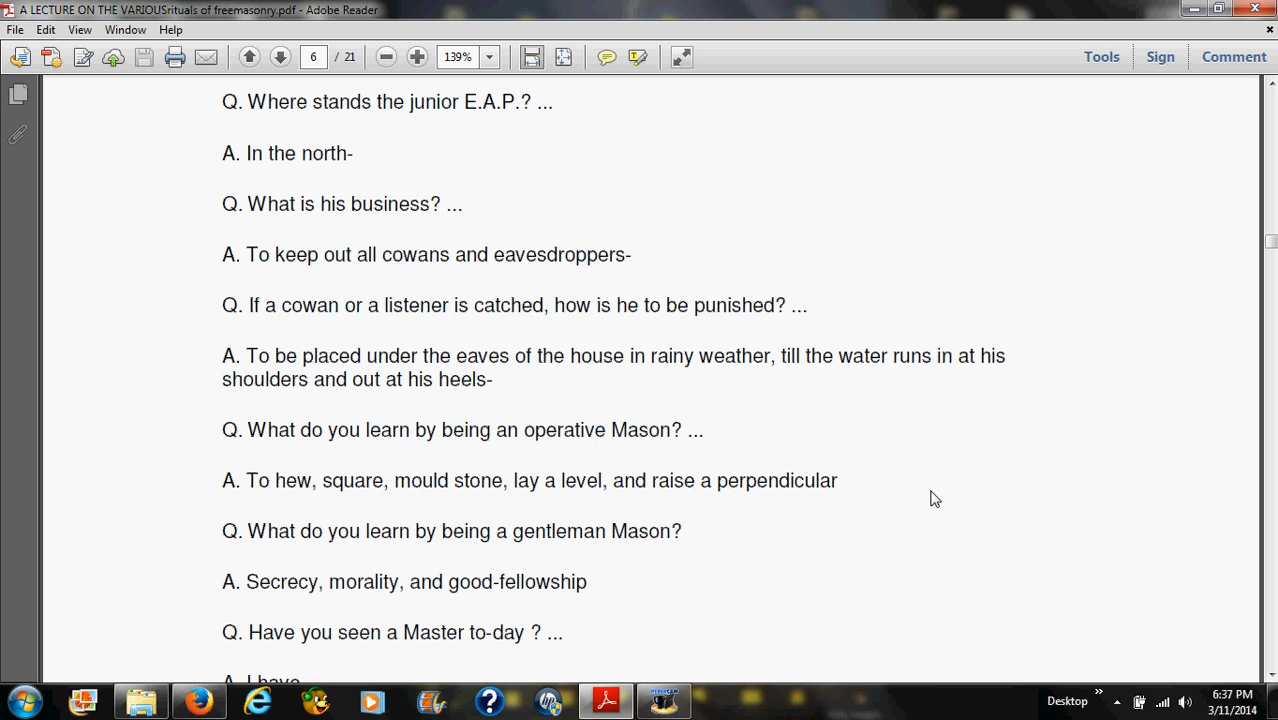 A LECTURE ON THE VARIOUSrituals of freemasonry.pdf - Adobe Reader
File Edit View Window Help
6 / 21 139% Tools Sign Comment
Q. Where stands the junior E.A.P.? ...
A. In the north-
Q. What is his business? ...
A. To keep out all cowans and eavesdroppers-
Q. If a cowan or a listener is catched, how is he to be punished? ...
A. To be placed under the eaves of the house in rainy weather, till the water runs in at his
shoulders and out at his heels-
Q. What do you learn by being an operative Mason? ...
A. To hew, square, mould stone, lay a level, and raise a perpendicular
Q. What do you learn by being a gentleman Mason?
A. Secrecy, morality, and good-fellowship
Q. Have you seen a Master to-day ? ...
A. I have
Desktop
6:37 PM
3/11/2014